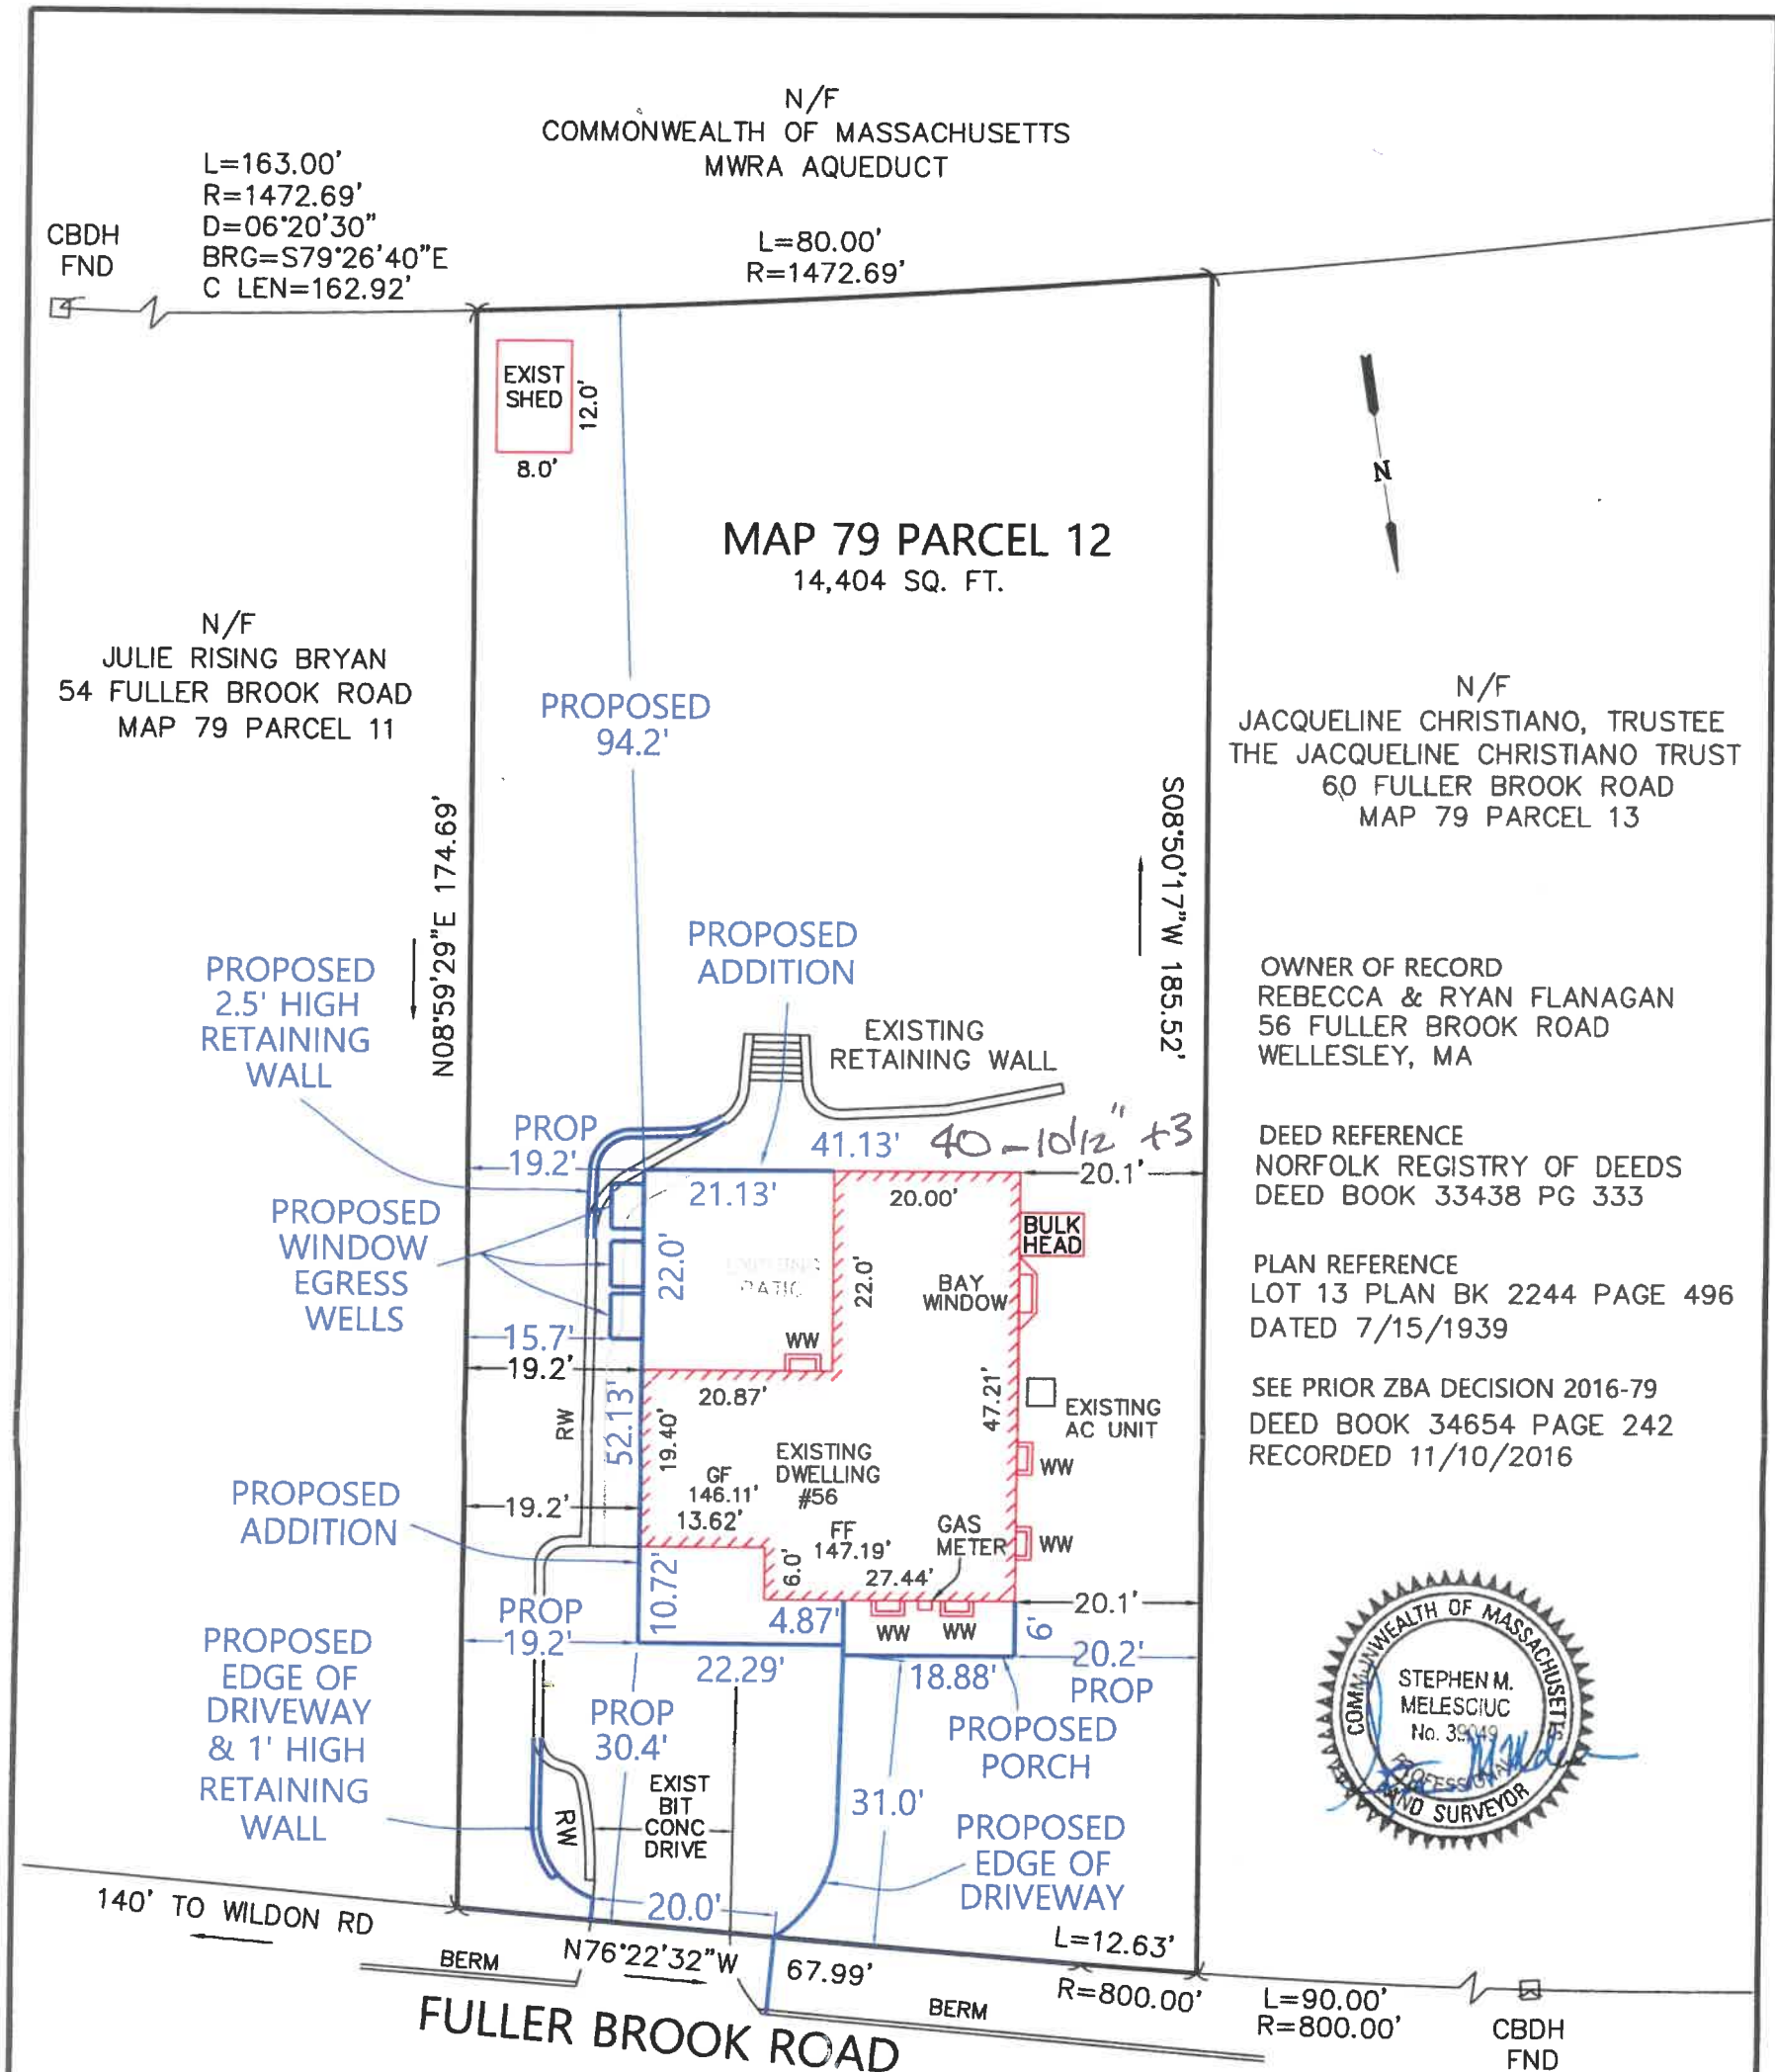 N/F
COMMONWEALTH OF MASSACHUSETTS
MWRA AQUEDUCT
L=163.00'
R=1472.69'
D=06°20'30"
BRG=S79°26'40"E
C LEN=162.92'
CBDH
FND
L=80.00'
R=1472.69'
EXIST
SHED
12.0'
8.0'
N
MAP 79 PARCEL 12
14,404 SQ. FT.
N/F
JULIE RISING BRYAN
54 FULLER BROOK ROAD
MAP 79 PARCEL 11
PROPOSED
94.2'
N/F
JACQUELINE CHRISTIANO, TRUSTEE
THE JACQUELINE CHRISTIANO TRUST
60 FULLER BROOK ROAD
MAP 79 PARCEL 13
N08°59'29"E 174.69'
S08°50'17"W 185.52'
PROPOSED
ADDITION
PROPOSED
2.5' HIGH
RETAINING
WALL
EXISTING
RETAINING WALL
OWNER OF RECORD
REBECCA & RYAN FLANAGAN
56 FULLER BROOK ROAD
WELLESLEY, MA
PROP
19.2'
41.13'
40-10 1/2" +3
20.1'
DEED REFERENCE
NORFOLK REGISTRY OF DEEDS
DEED BOOK 33438 PG 333
21.13'
20.00'
PROPOSED
WINDOW
EGRESS
WELLS
BULK
HEAD
22.0'
PATIO
22.0'
BAY
WINDOW
PLAN REFERENCE
LOT 13 PLAN BK 2244 PAGE 496
DATED 7/15/1939
15.7'
WW
19.2'
20.87'
47.21'
EXISTING
AC UNIT
SEE PRIOR ZBA DECISION 2016-79
DEED BOOK 34654 PAGE 242
RECORDED 11/10/2016
RW
52.13'
19.40'
EXISTING
DWELLING
#56
WW
GF
146.11'
13.62'
PROPOSED
ADDITION
19.2'
FF
147.19'
GAS
METER
WW
6.0'
27.44'
10.72'
4.87'
WW
WW
20.1'
6'
PROP
19.2'
22.29'
18.88'
20.2'
PROP
PROPOSED
EDGE OF
DRIVEWAY
& 1' HIGH
RETAINING
WALL
PROP
30.4'
PROPOSED
PORCH
COMMONWEALTH OF MASSACHUSETTS
STEPHEN M.
MELESCIUC
No. 39049
PROFESSIONAL
LAND SURVEYOR
RW
EXIST
BIT
CONC
DRIVE
31.0'
PROPOSED
EDGE OF
DRIVEWAY
20.0'
140' TO WILDON RD
L=12.63'
BERM
N76°22'32"W
67.99'
BERM
R=800.00'
L=90.00'
R=800.00'
CBDH
FND
FULLER BROOK ROAD